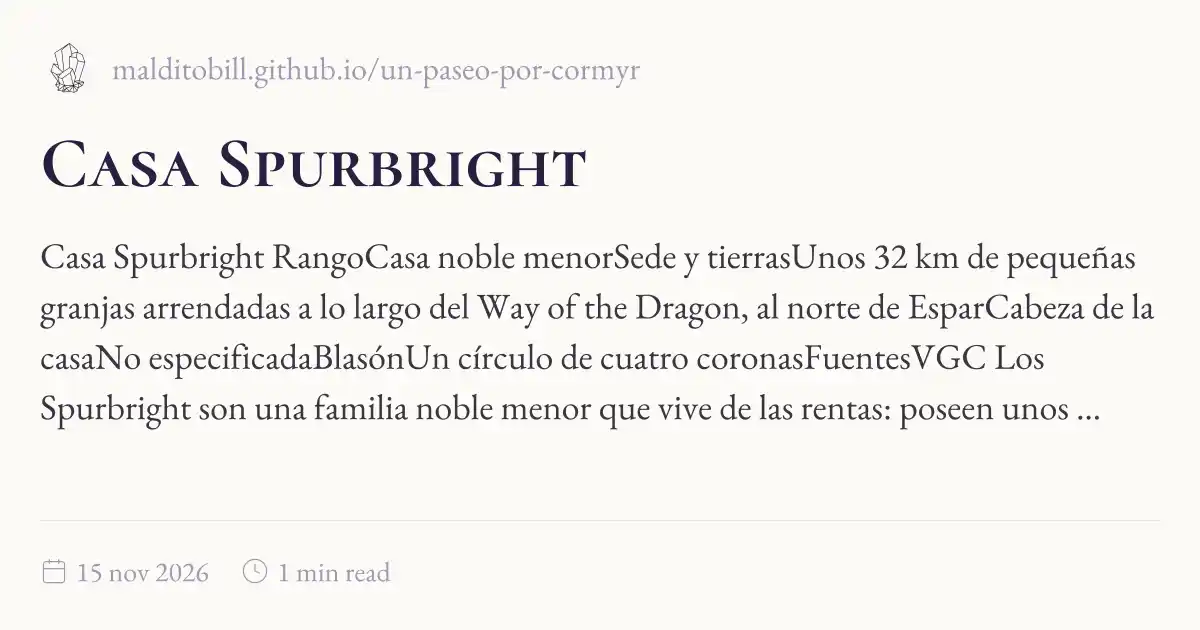 malditobill.github.io/un-paseo-por-cormyr
Casa Spurbright
Casa Spurbright RangoCasa noble menorSede y tierrasUnos 32 km de pequeñas
granjas arrendadas a lo largo del Way of the Dragon, al norte de EsparCabeza de la
casaNo especificadaBlasónUn círculo de cuatro coronasFuentesVGC Los
Spurbright son una familia noble menor que vive de las rentas: poseen unos ...
15 nov 2026
1 min read